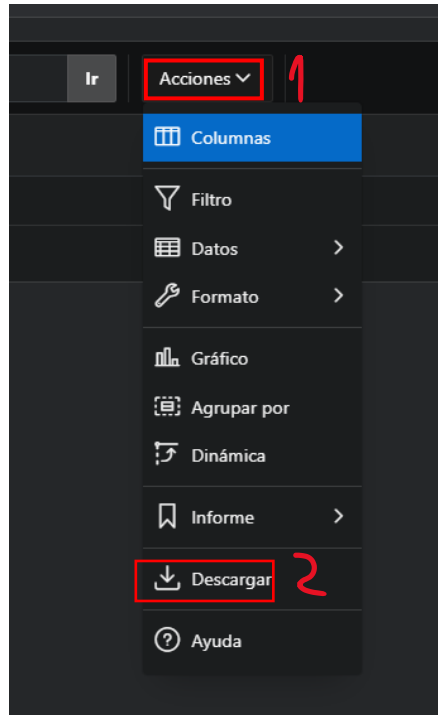 Ir
Acciones
1
Columnas
Filtro
Datos
Formato
Gráfico
Agrupar por
Dinámica
Informe
Descargar
2
Ayuda